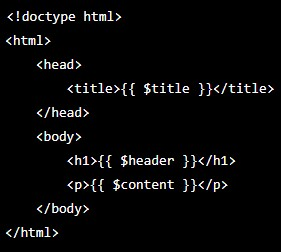 <!doctype html>
<html>
    <head>
        <title>{{ $title }}</title>
    </head>
    <body>
        <h1>{{ $header }}</h1>
        <p>{{ $content }}</p>
    </body>
</html>